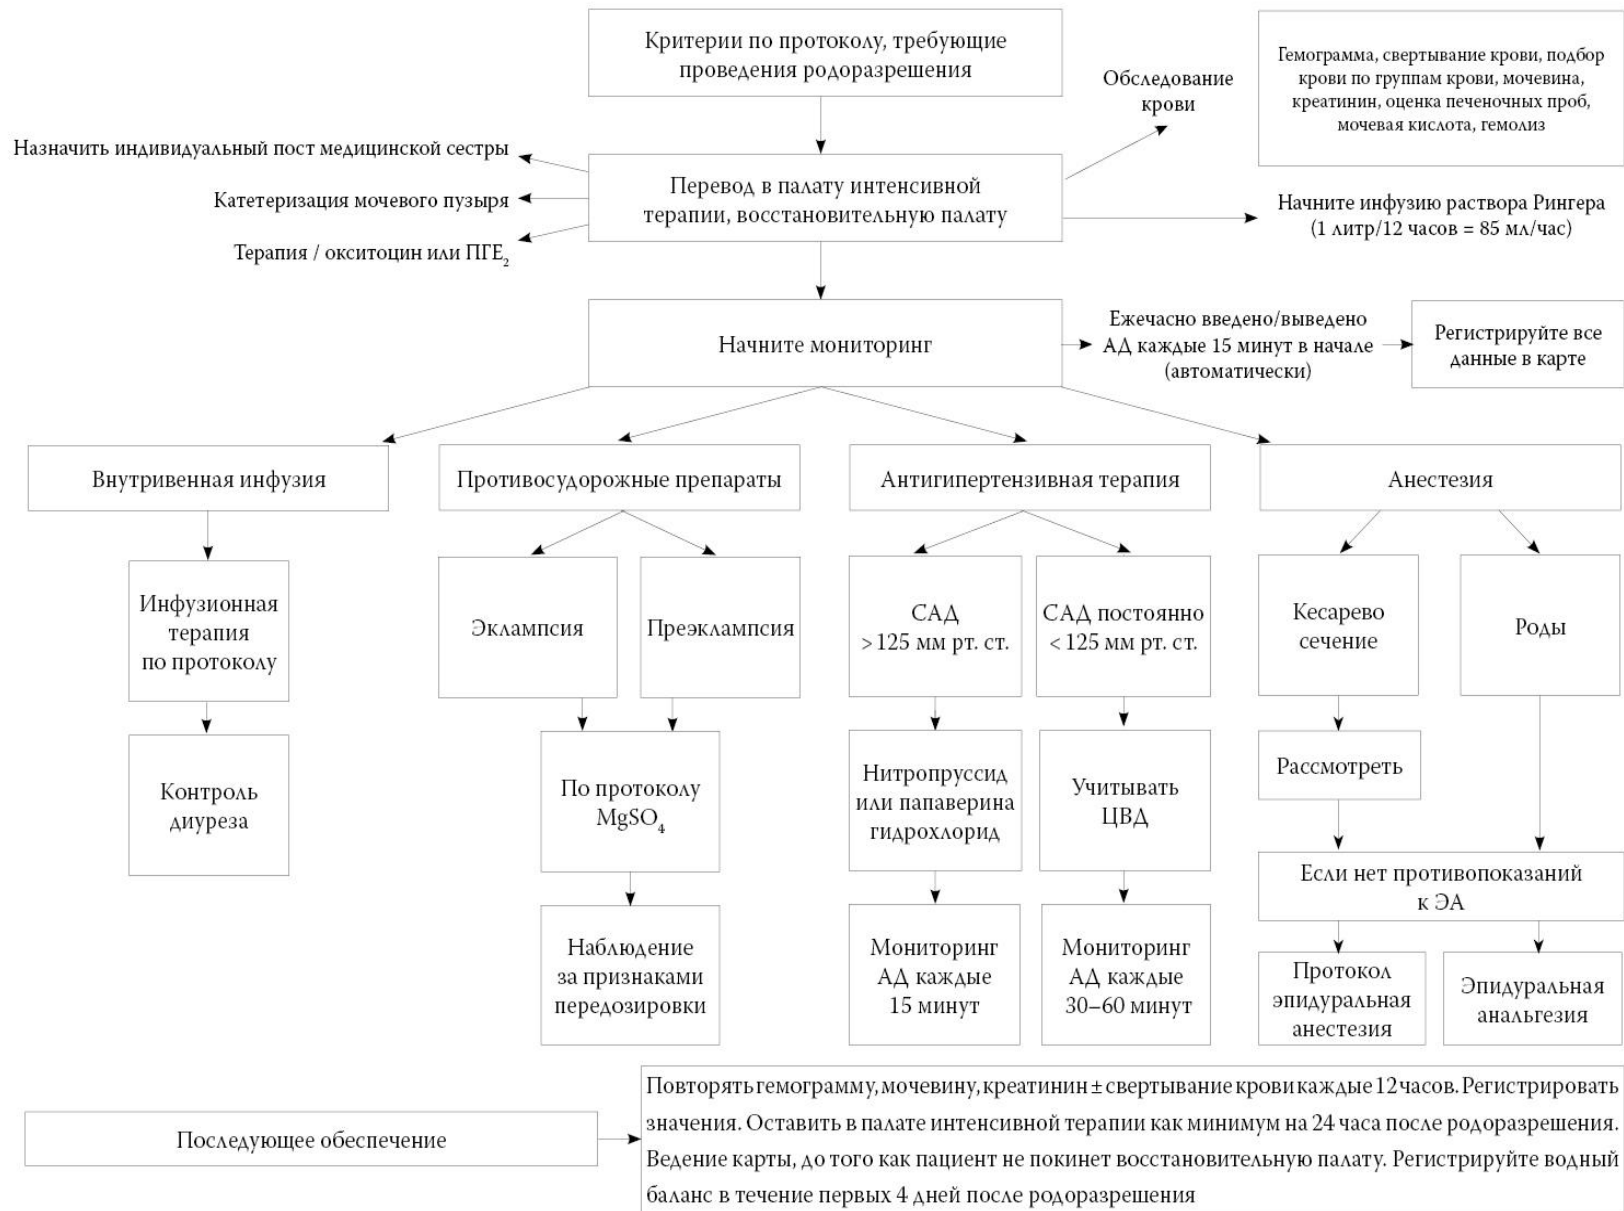 Критерии по протоколу, требующие
проведения родоразрешения
Обследование
крови
Гемограмма, свертывание крови, подбор
крови по группам крови, мочевина,
креатинин, оценка печеночных проб,
мочевая кислота, гемолиз
Назначить индивидуальный пост медицинской сестры
Катетеризация мочевого пузыря
Терапия / окситоцин или ПГЕ₂
Перевод в палату интенсивной
терапии, восстановительную палату
Начните инфузию раствора Рингера
(1 литр/12 часов = 85 мл/час)
Начните мониторинг
Ежечасно введено/выведено
АД каждые 15 минут в начале
(автоматически)
Регистрируйте все
данные в карте
Внутривенная инфузия
Противосудорожные препараты
Антигипертензивная терапия
Анестезия
Инфузионная
терапия
по протоколу
Эклампсия
Преэклампсия
САД
> 125 мм рт. ст.
САД постоянно
< 125 мм рт. ст.
Кесарево
сечение
Роды
Контроль
диуреза
По протоколу
MgSO₄
Нитропруссид
или папаверина
гидрохлорид
Учитывать
ЦВД
Рассмотреть
Если нет противопоказаний
к ЭА
Наблюдение
за признаками
передозировки
Мониторинг
АД каждые
15 минут
Мониторинг
АД каждые
30–60 минут
Протокол
эпидуральная
анестезия
Эпидуральная
анальгезия
Последующее обеспечение
Повторять гемограмму, мочевину, креатинин ± свертывание крови каждые 12 часов. Регистрировать
значения. Оставить в палате интенсивной терапии как минимум на 24 часа после родоразрешения.
Ведение карты, до того как пациент не покинет восстановительную палату. Регистрируйте водный
баланс в течение первых 4 дней после родоразрешения